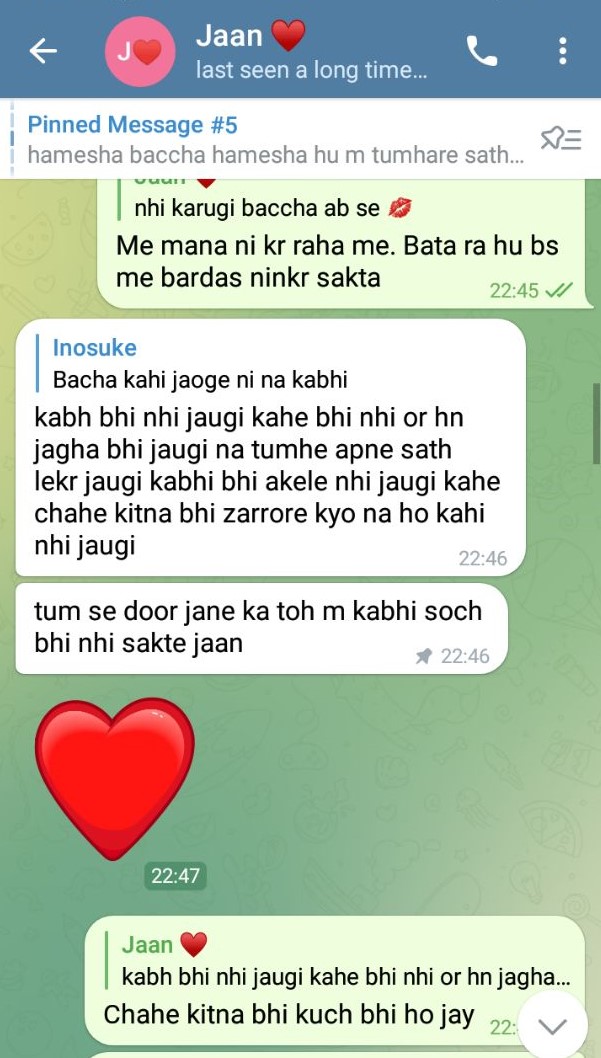 Jaan
J
last seen a long time...
Pinned Message #5
hamesha baccha hamesha hu m tumhare sath...
Jaan
nhi karugi baccha ab se
Me mana ni kr raha me. Bata ra hu bs
me bardas ninkr sakta
22:45
Inosuke
Bacha kahi jaoge ni na kabhi
kabh bhi nhi jaugi kahe bhi nhi or hn
jagha bhi jaugi na tumhe apne sath
lekr jaugi kabhi bhi akele nhi jaugi kahe
chahe kitna bhi zarrore kyo na ho kahi
nhi jaugi
22:46
tum se door jane ka toh m kabhi soch
bhi nhi sakte jaan
22:46
22:47
Jaan
kabh bhi nhi jaugi kahe bhi nhi or hn jagha...
Chahe kitna bhi kuch bhi ho jay